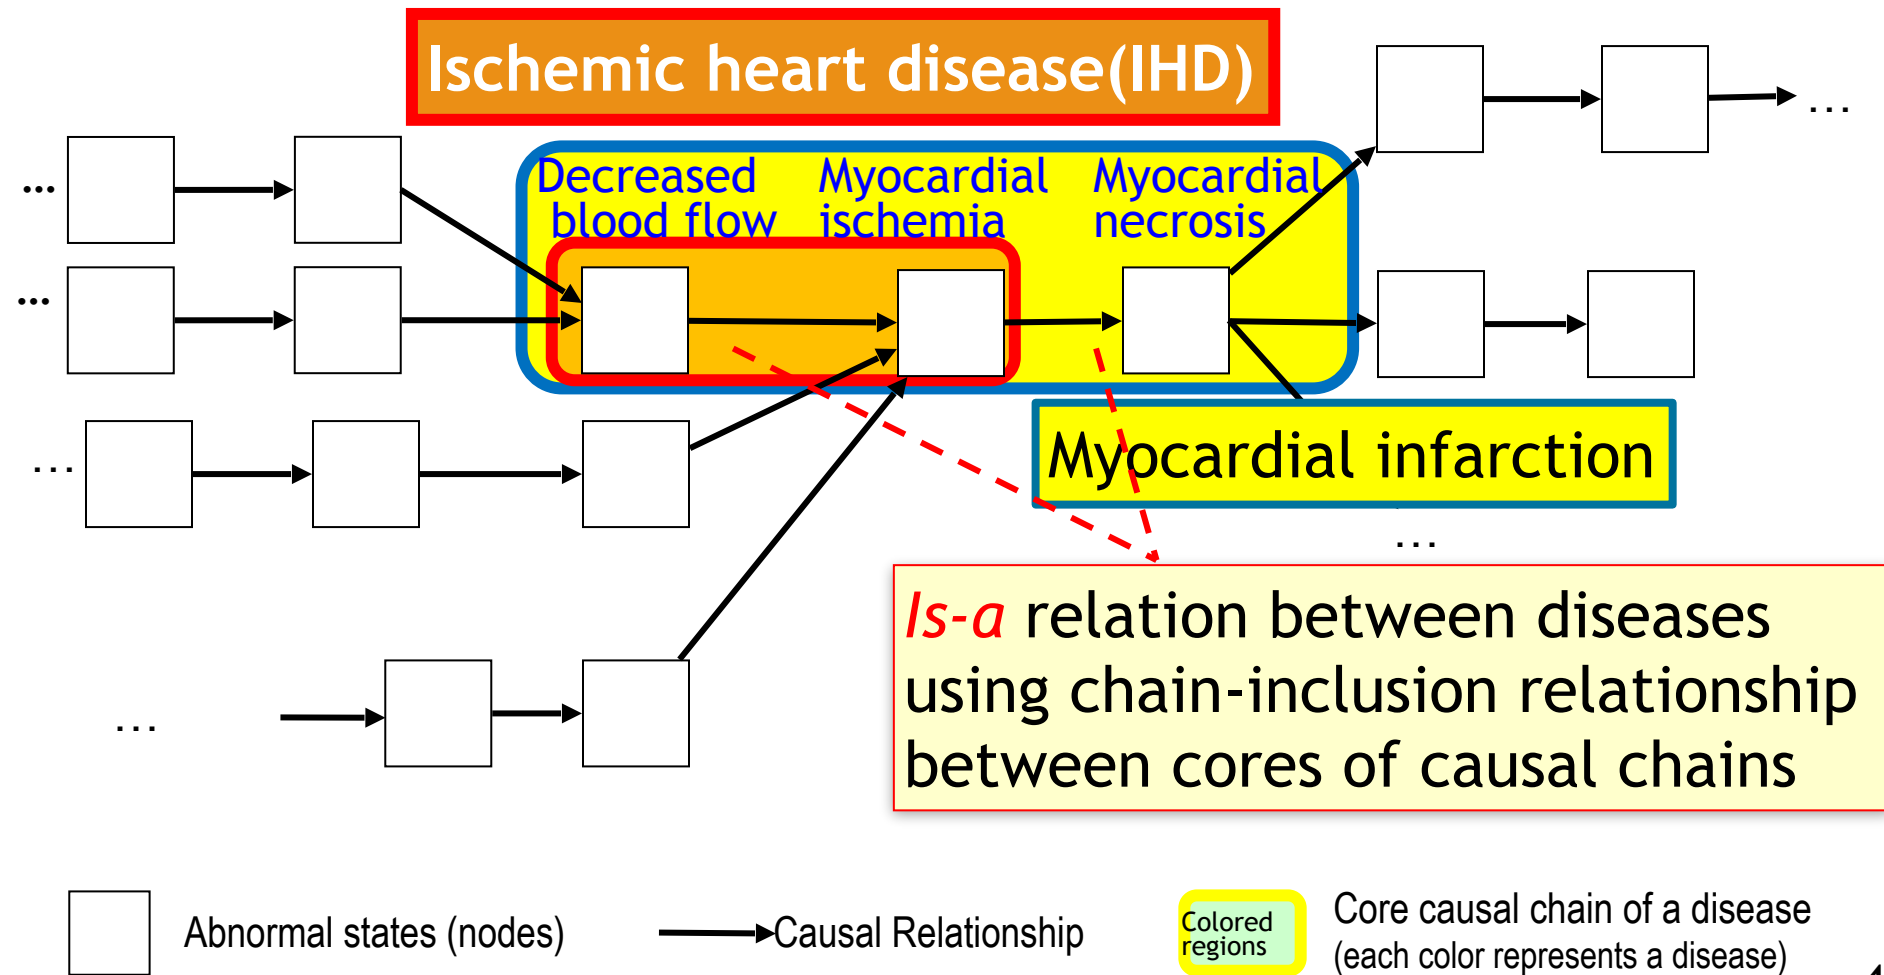 Ischemic heart disease(IHD)
...
Decreased
blood flow
Myocardial
ischemia
Myocardial
necrosis
...
...
...
Myocardial infarction
...
...
Is-a relation between diseases
using chain-inclusion relationship
between cores of causal chains
Abnormal states (nodes)
Causal Relationship
Colored
regions
Core causal chain of a disease
(each color represents a disease)